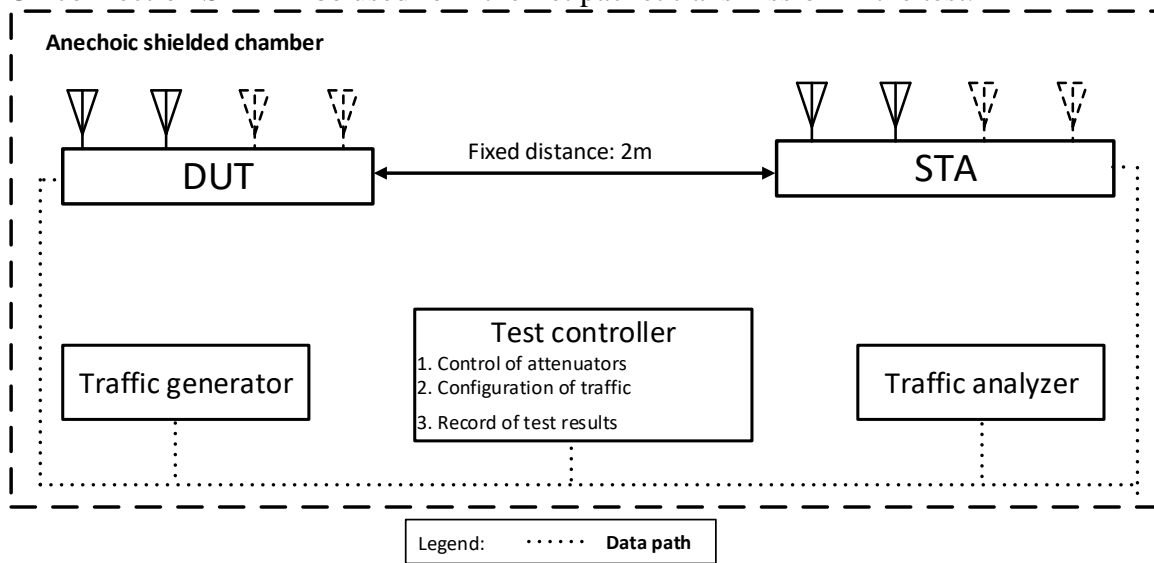 Anechoic shielded chamber
DUT
Fixed distance: 2m
STA
Traffic generator
Test controller
1. Control of attenuators
2. Configuration of traffic
3. Record of test results
Traffic analyzer
Legend: ...... Data path